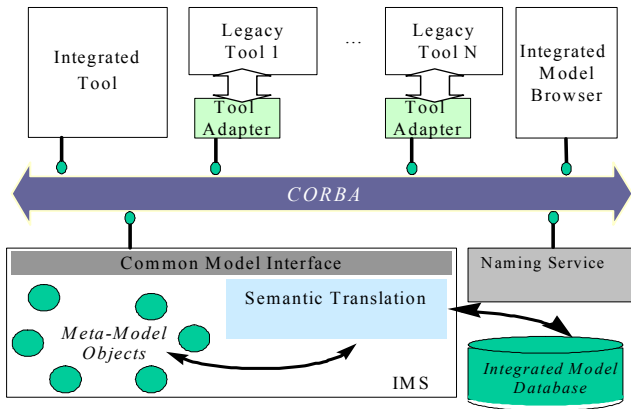 Integrated
Tool
Legacy
Tool 1
...
Legacy
Tool N
Integrated
Model
Browser
Tool
Adapter
Tool
Adapter
CORBA
Common Model Interface
Naming Service
Semantic Translation
Meta-Model
Objects
IMS
Integrated Model
Database